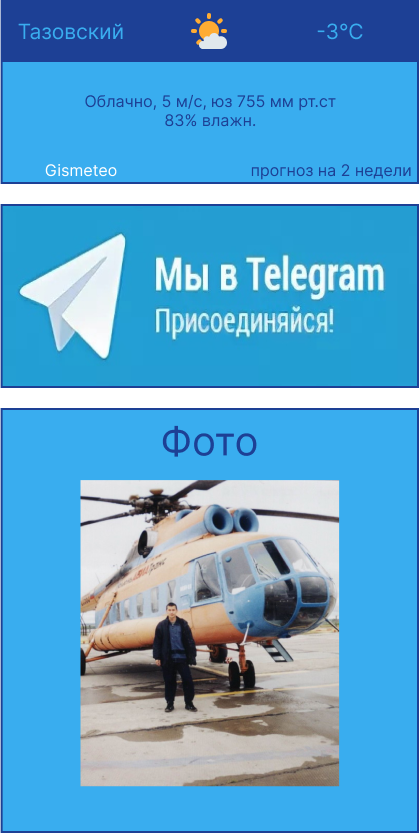 Тазовский -3°C
Облачно, 5 м/с, юз 755 мм рт.ст
83% влажн.
Gismeteo прогноз на 2 недели
Мы в Telegram
Присоединяйся!
Фото